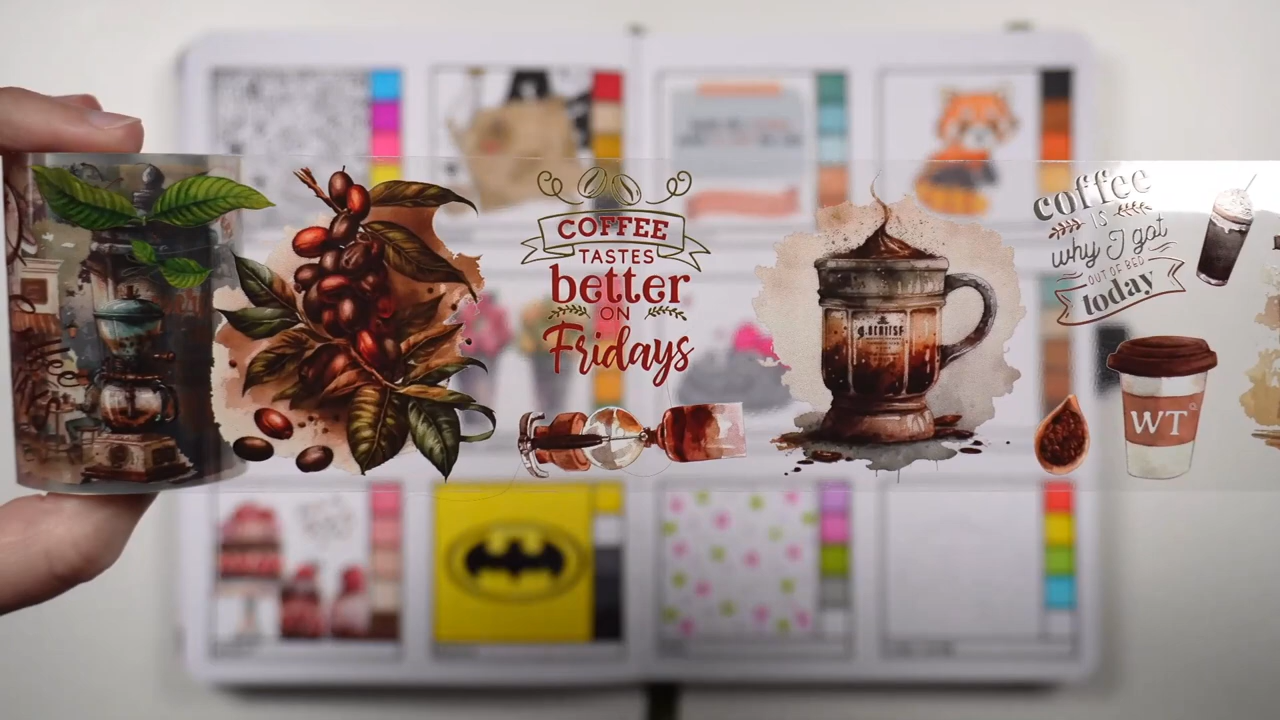 COFFEE
TASTES
better
ON
Fridays
coffee
IS
why I got
OUT OF BED
today
WT